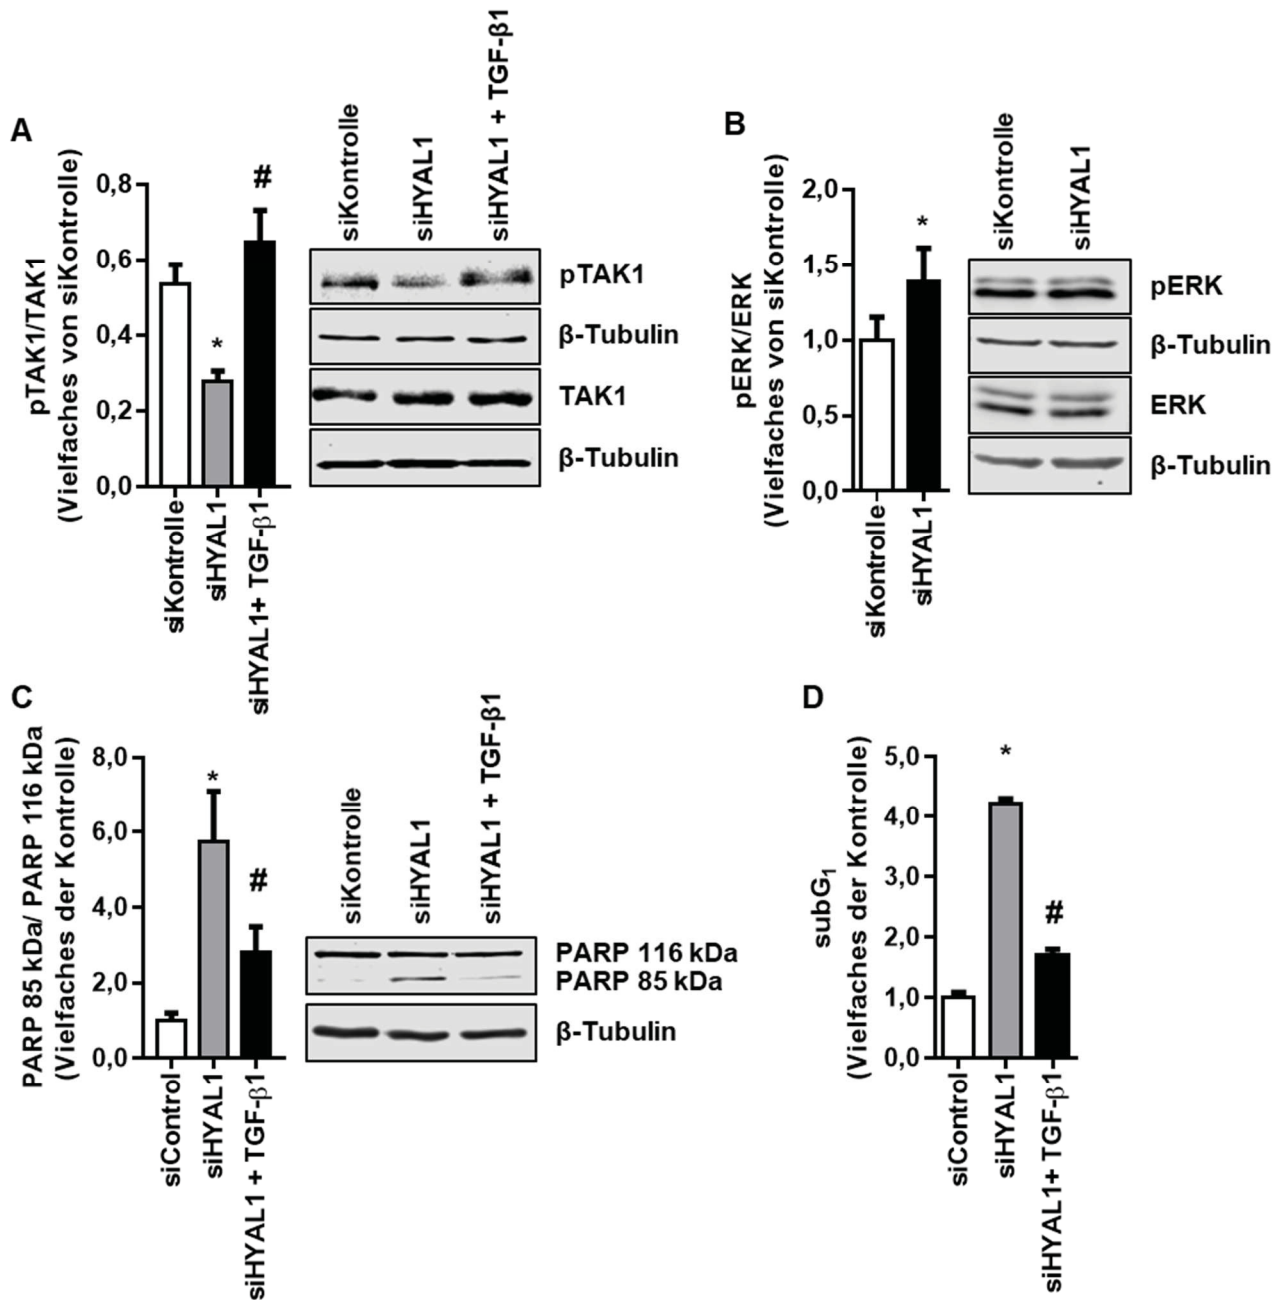 A
pTAK1/TAK1
(Vielfaches von siKontrolle)
0,8
0,6
0,4
0,2
0,0
*
#
siKontrolle
siHYAL1
siHYAL1+ TGF-β1
siKontrolle
siHYAL1
siHYAL1 + TGF-β1
pTAK1
β-Tubulin
TAK1
β-Tubulin
B
pERK/ERK
(Vielfaches von siKontrolle)
2,0
1,5
1,0
0,5
0,0
*
siKontrolle
siHYAL1
siKontrolle
siHYAL1
pERK
β-Tubulin
ERK
β-Tubulin
C
PARP 85 kDa/ PARP 116 kDa
(Vielfaches der Kontrolle)
8,0
6,0
4,0
2,0
0,0
*
#
siControl
siHYAL1
siHYAL1 + TGF-β1
siKontrolle
siHYAL1
siHYAL1 + TGF-β1
PARP 116 kDa
PARP 85 kDa
β-Tubulin
D
subG₁
(Vielfaches der Kontrolle)
5,0
4,0
3,0
2,0
1,0
0,0
*
#
siControl
siHYAL1
siHYAL1+ TGF-β1